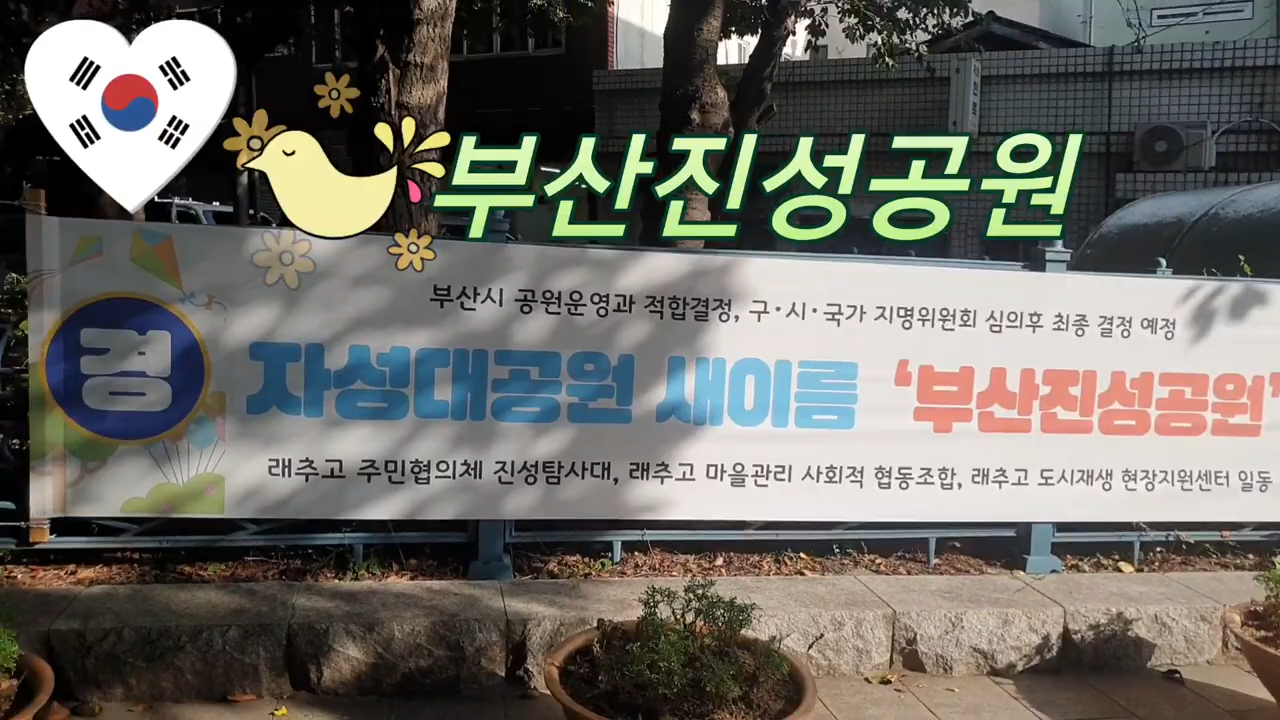 부산진성공원
부산시 공원운영과 적합결정, 구·시·국가 지명위원회 심의후 최종 결정 예정
경
자성대공원 새이름 '부산진성공원'
래추고 주민협의체 진성탐사대, 래추고 마을관리 사회적 협동조합, 래추고 도시재생 현장지원센터 일동